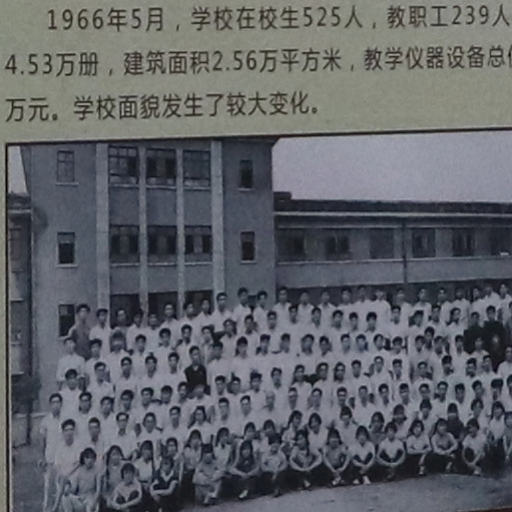 1966年5月，学校在校生525人，教职工239人
4.53万册，建筑面积2.56万平方米，教学仪器设备总
万元。学校面貌发生了较大变化。